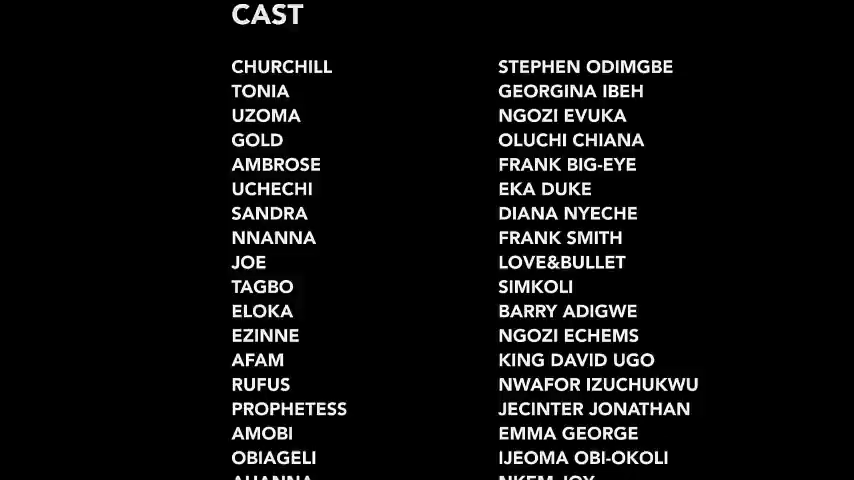 CAST
CHURCHILL STEPHEN ODIMGBE
TONIA GEORGINA IBEH
UZOMA NGOZI EVUKA
GOLD OLUCHI CHIANA
AMBROSE FRANK BIG-EYE
UCHECHI EKA DUKE
SANDRA DIANA NYECHE
NNANNA FRANK SMITH
JOE LOVE&BULLET
TAGBO SIMKOLI
ELOKA BARRY ADIGWE
EZINNE NGOZI ECHEMS
AFAM KING DAVID UGO
RUFUS NWAFOR IZUCHUKWU
PROPHETESS JECINTER JONATHAN
AMOBI EMMA GEORGE
OBIAGELI IJEOMA OBI-OKOLI
NKEM JOY